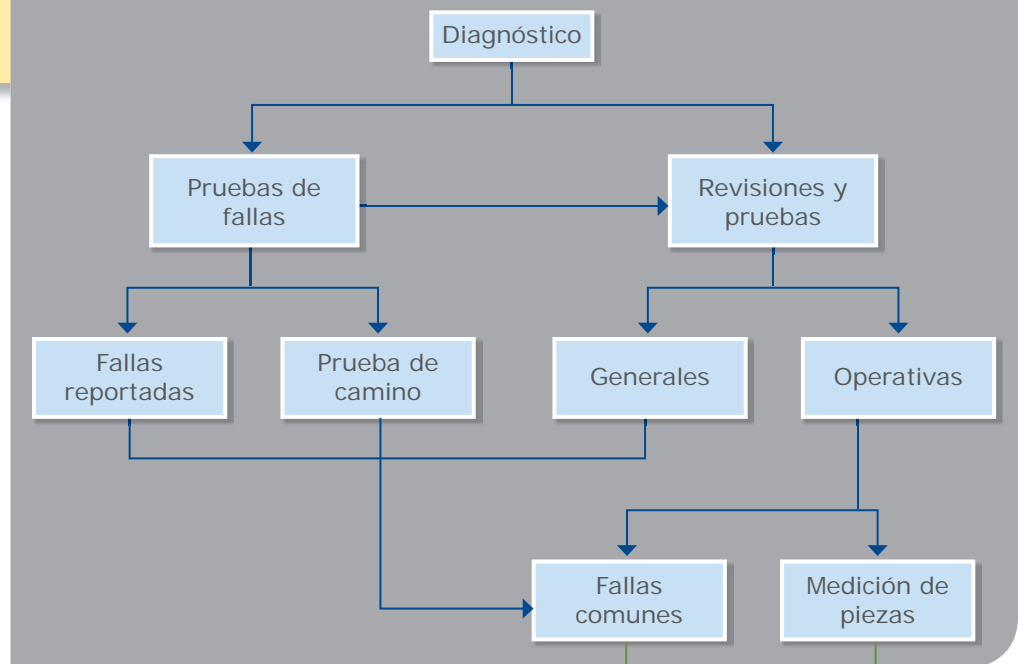 Diagnóstico
Pruebas de
fallas
Revisiones y
pruebas
Fallas
reportadas
Prueba de
camino
Generales
Operativas
Fallas
comunes
Medición de
piezas